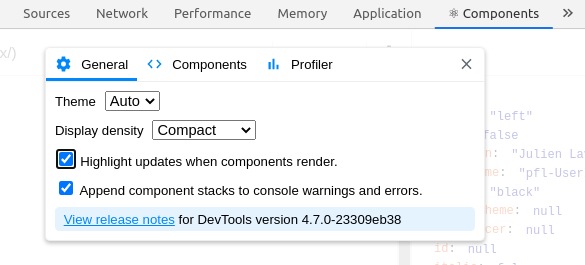 Sources Network Performance Memory Application ⚛ Components »
x/)
General Components Profiler ×
Theme Auto
Display density Compact
Highlight updates when components render.
Append component stacks to console warnings and errors.
View release notes for DevTools version 4.7.0-23309eb38
"left"
false
"Julien La
"pfl-User
"black"
heme: null
cer: null
id: null